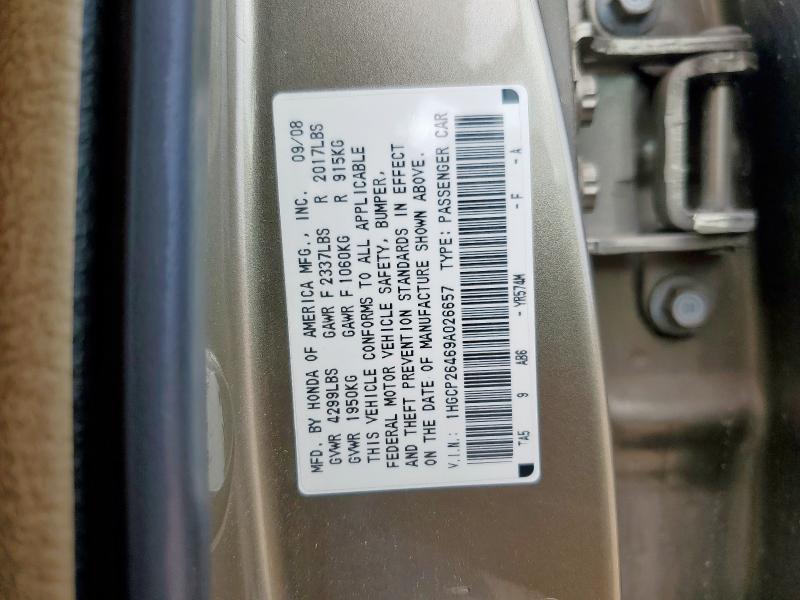 MFD. BY HONDA OF AMERICA MFG., INC. 09/08
GVWR 4299LBS GAWR F 2337LBS R 2017LBS
GVWR 1950KG GAWR F 1060KG R 915KG
THIS VEHICLE CONFORMS TO ALL APPLICABLE
FEDERAL MOTOR VEHICLE SAFETY, BUMPER,
AND THEFT PREVENTION STANDARDS IN EFFECT
ON THE DATE OF MANUFACTURE SHOWN ABOVE.
V.I.N.: 1HGCP26469A026657 TYPE: PASSENGER CAR
TA5 9 AB6 - YR574M - F - A